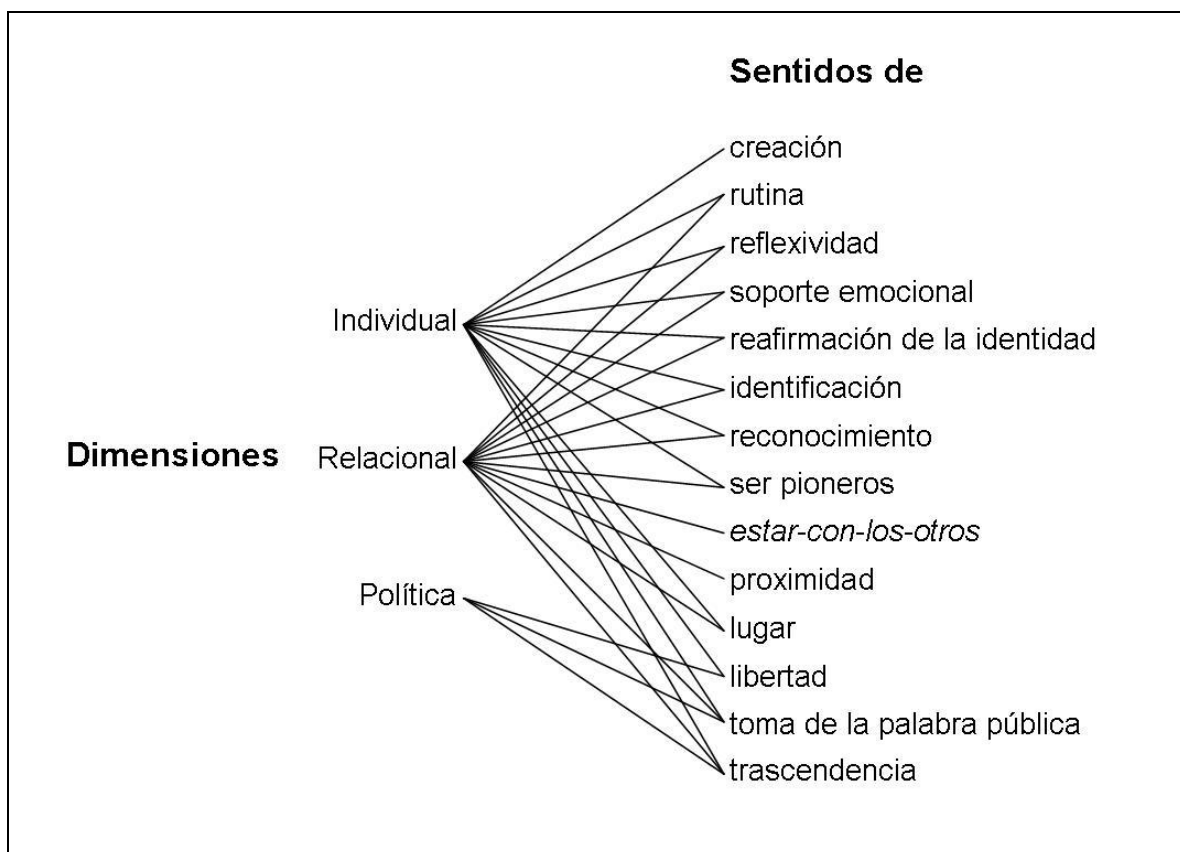 Sentidos de
creación
rutina
reflexividad
soporte emocional
Individual
reafirmación de la identidad
identificación
reconocimiento
Dimensiones
Relacional
ser pioneros
estar-con-los-otros
proximidad
Política
lugar
libertad
toma de la palabra pública
trascendencia